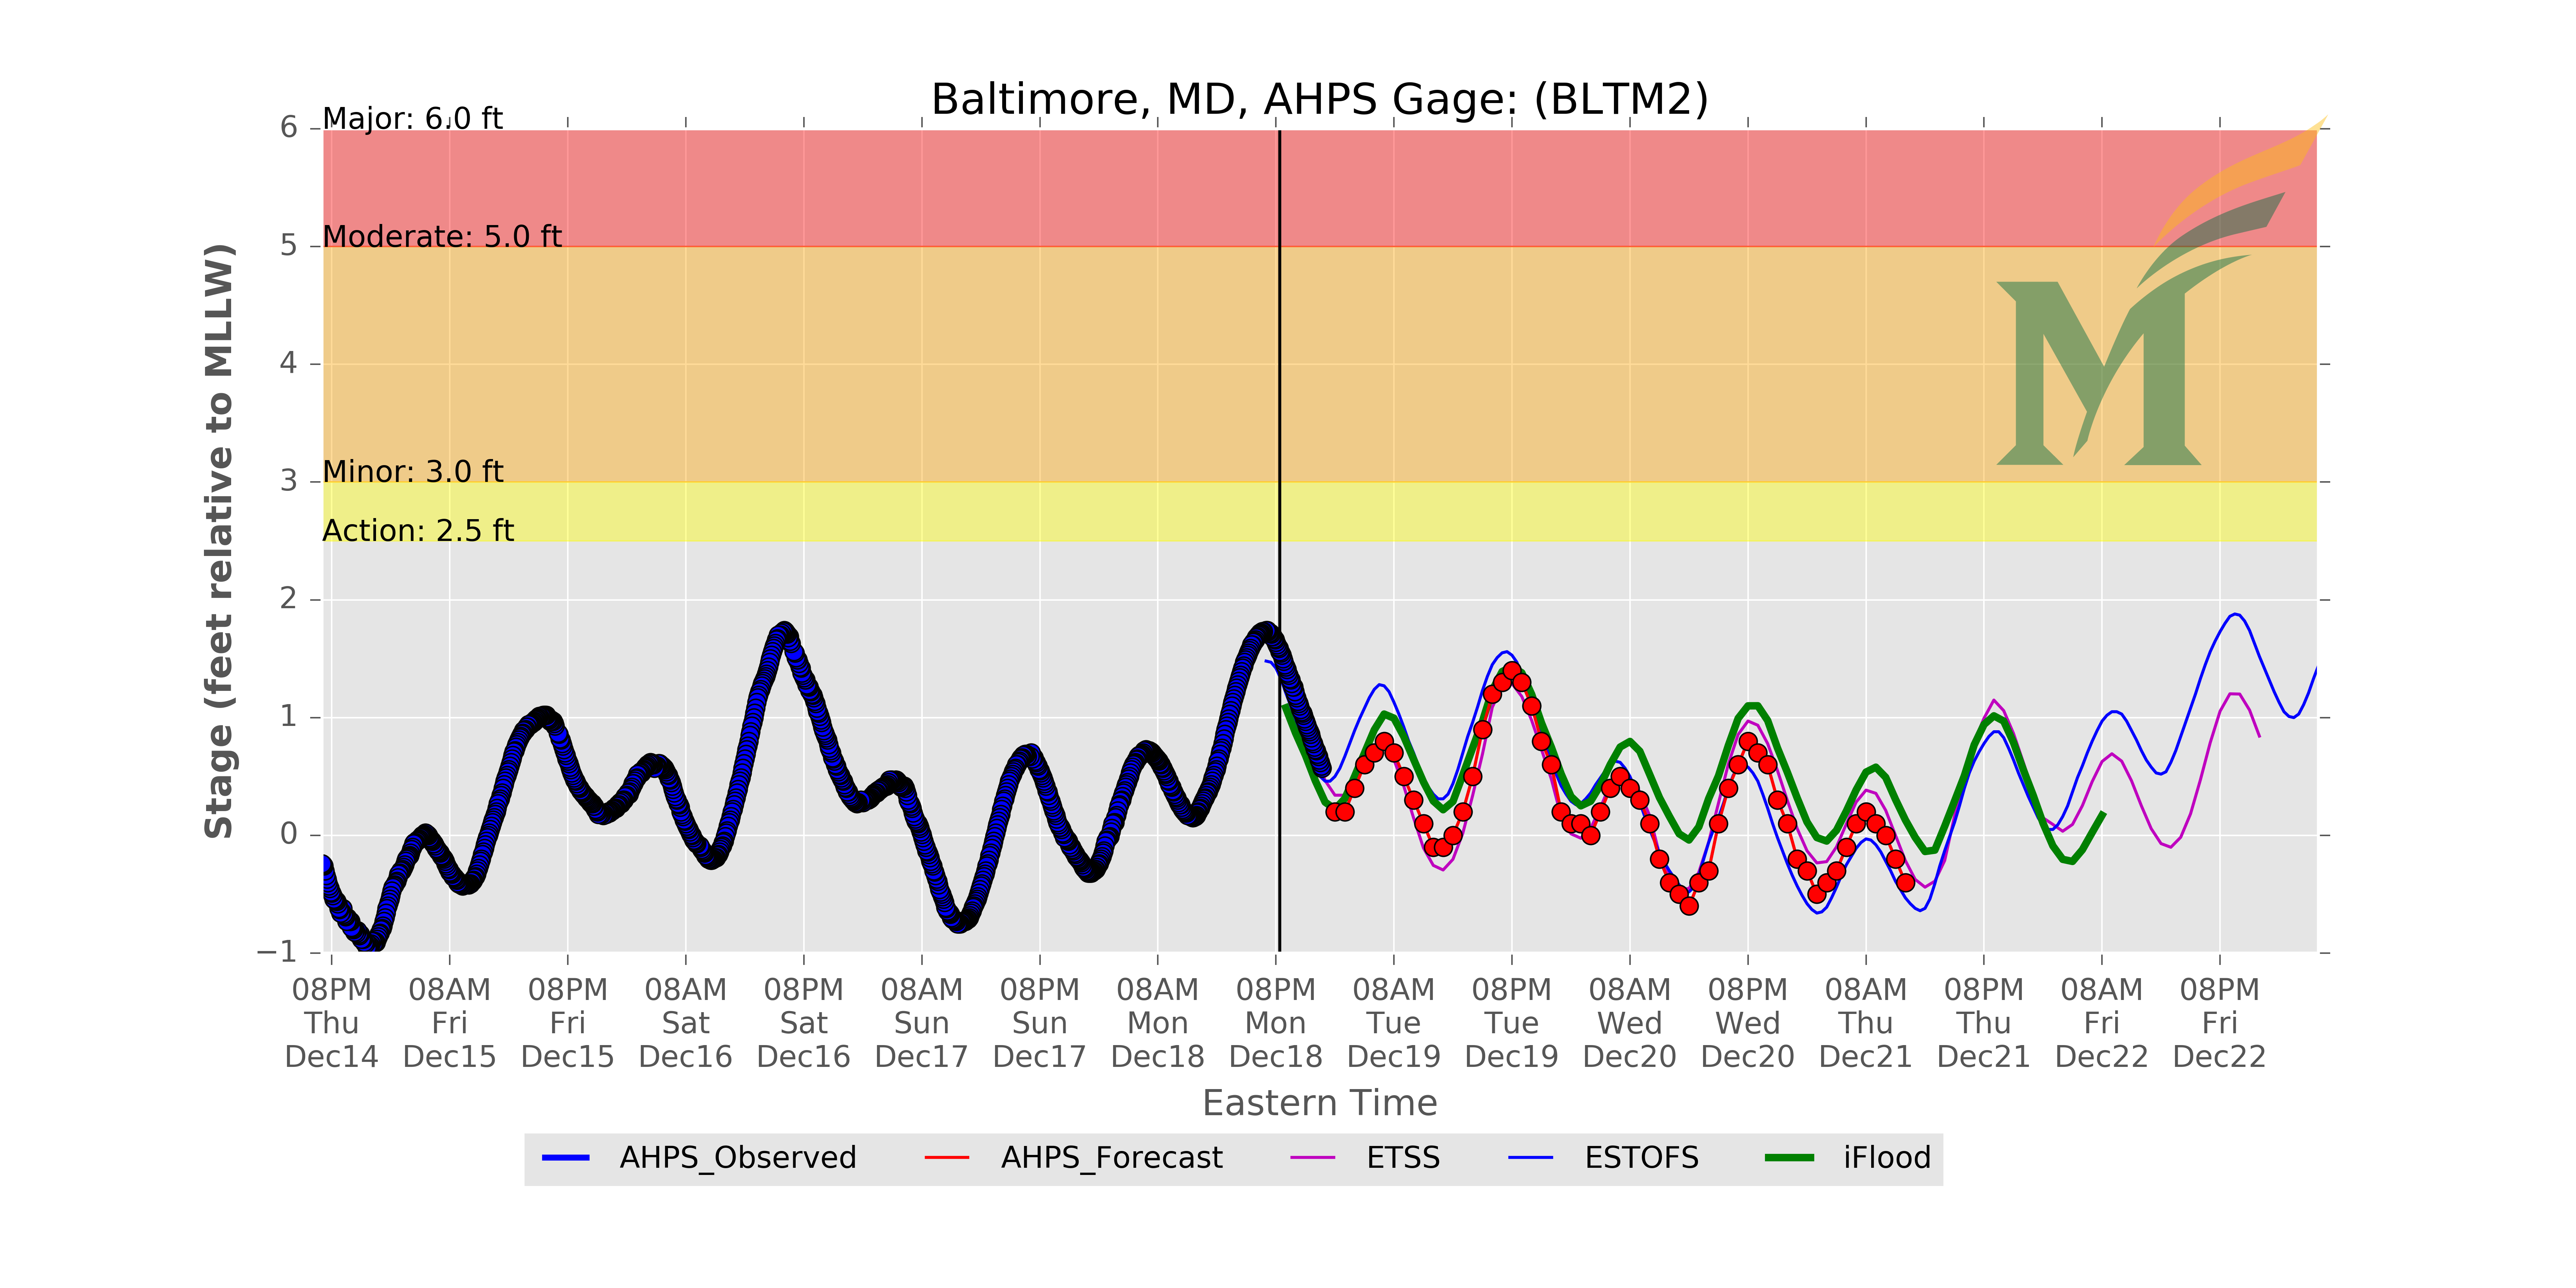 Baltimore, MD, AHPS Gage: (BLTM2)
Major: 6.0 ft
Moderate: 5.0 ft
Minor: 3.0 ft
Action: 2.5 ft
Stage (feet relative to MLLW)
6
5
4
3
2
1
0
−1
08PM 08AM 08PM 08AM 08PM 08AM 08PM 08AM 08PM 08AM 08PM 08AM 08PM 08AM 08PM 08AM 08PM
Thu Fri Fri Sat Sat Sun Sun Mon Mon Tue Tue Wed Wed Thu Thu Fri Fri
Dec14 Dec15 Dec15 Dec16 Dec16 Dec17 Dec17 Dec18 Dec18 Dec19 Dec19 Dec20 Dec20 Dec21 Dec21 Dec22 Dec22
Eastern Time
AHPS_Observed AHPS_Forecast ETSS ESTOFS iFlood
M